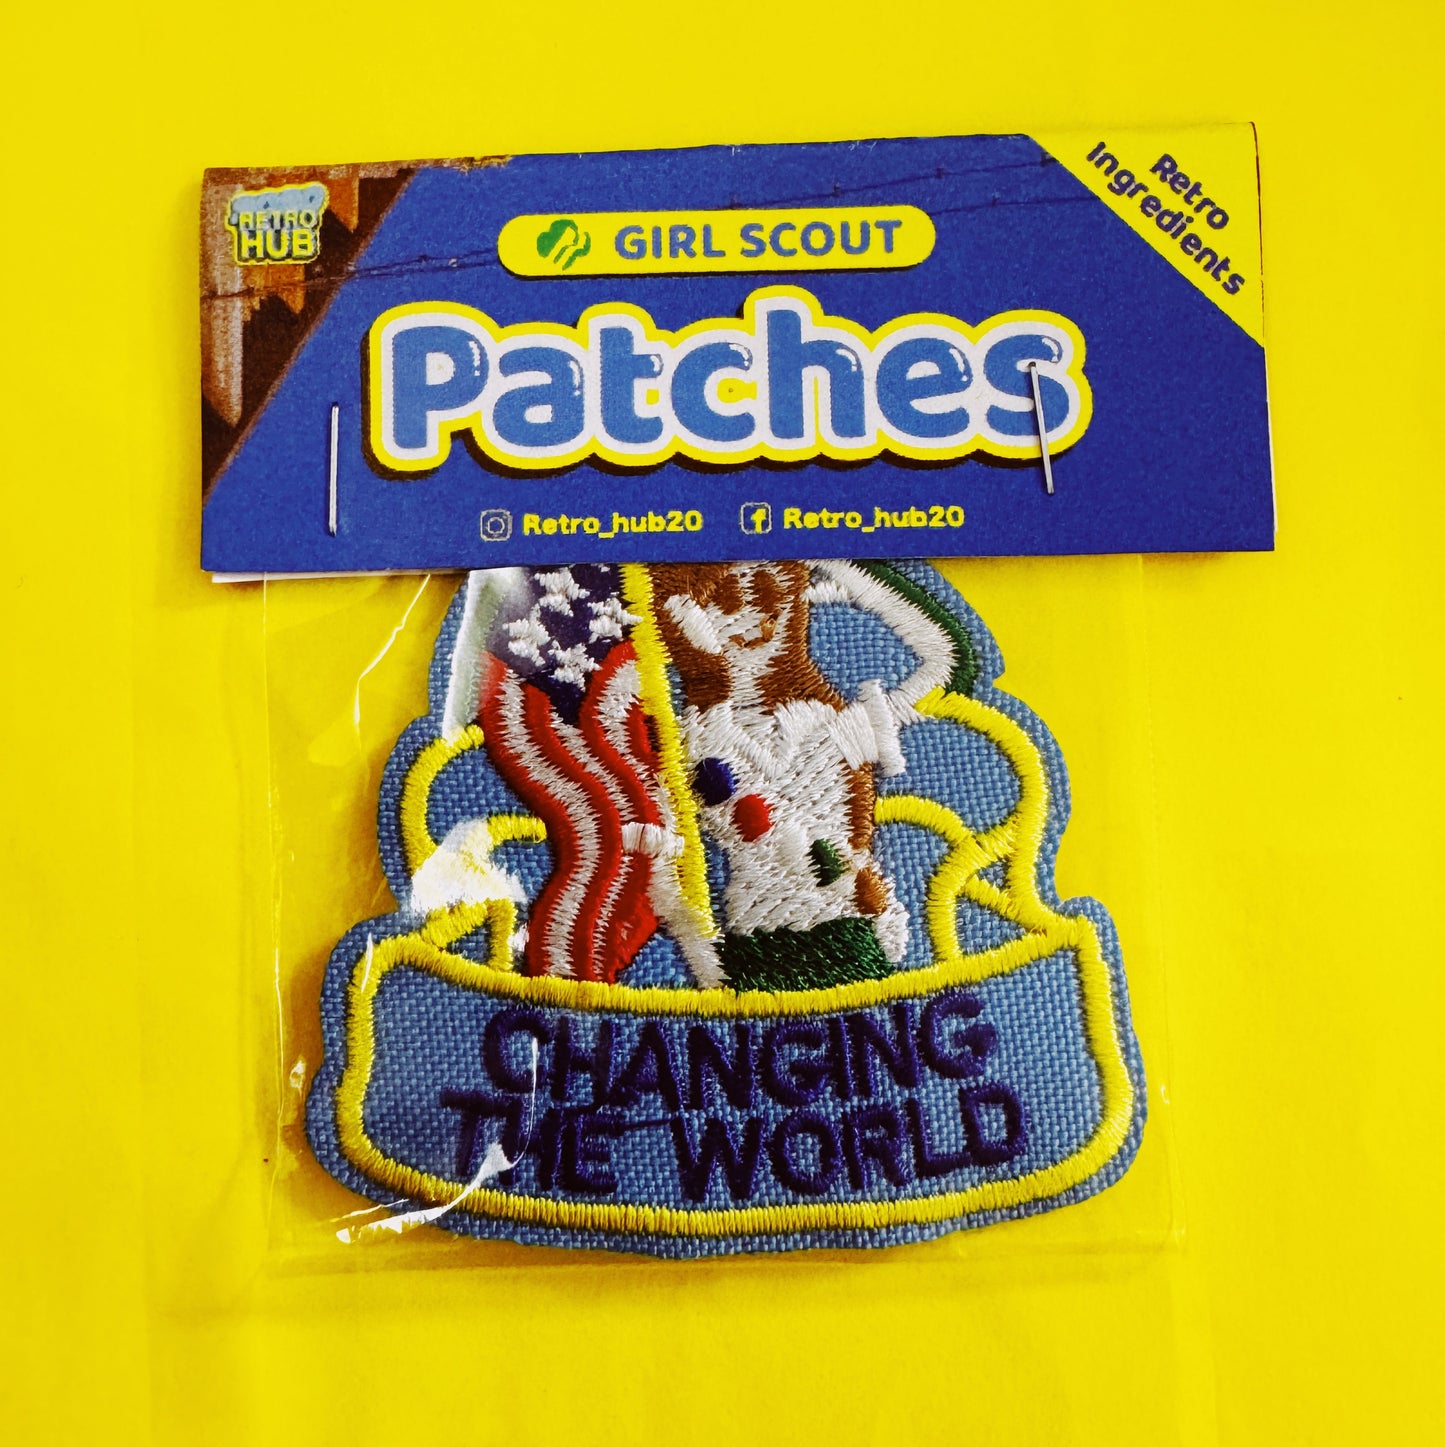 RETRO
HUB
GIRL SCOUT
Retro
Ingredients
Patches
Retro_hub20
Retro_hub20
CHANGING
THE WORLD